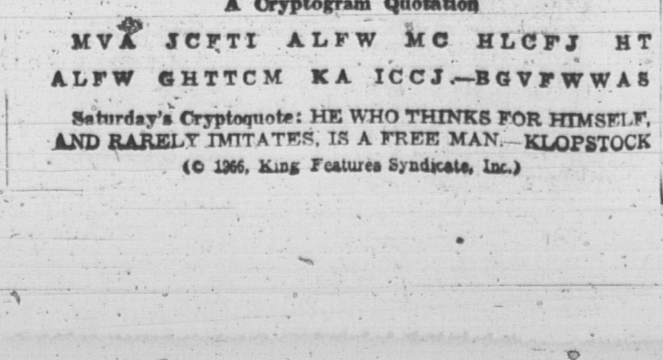 A Cryptogram Quotation
MVA JCFTI ALFW MC HLCFJ HT
ALFW GHTTCM KA ICCJ.—BGVFWWAS
Saturday's Cryptoquote: HE WHO THINKS FOR HIMSELF,
AND RARELY IMITATES, IS A FREE MAN.—KLOPSTOCK
(© 1966, King Features Syndicate, Inc.)